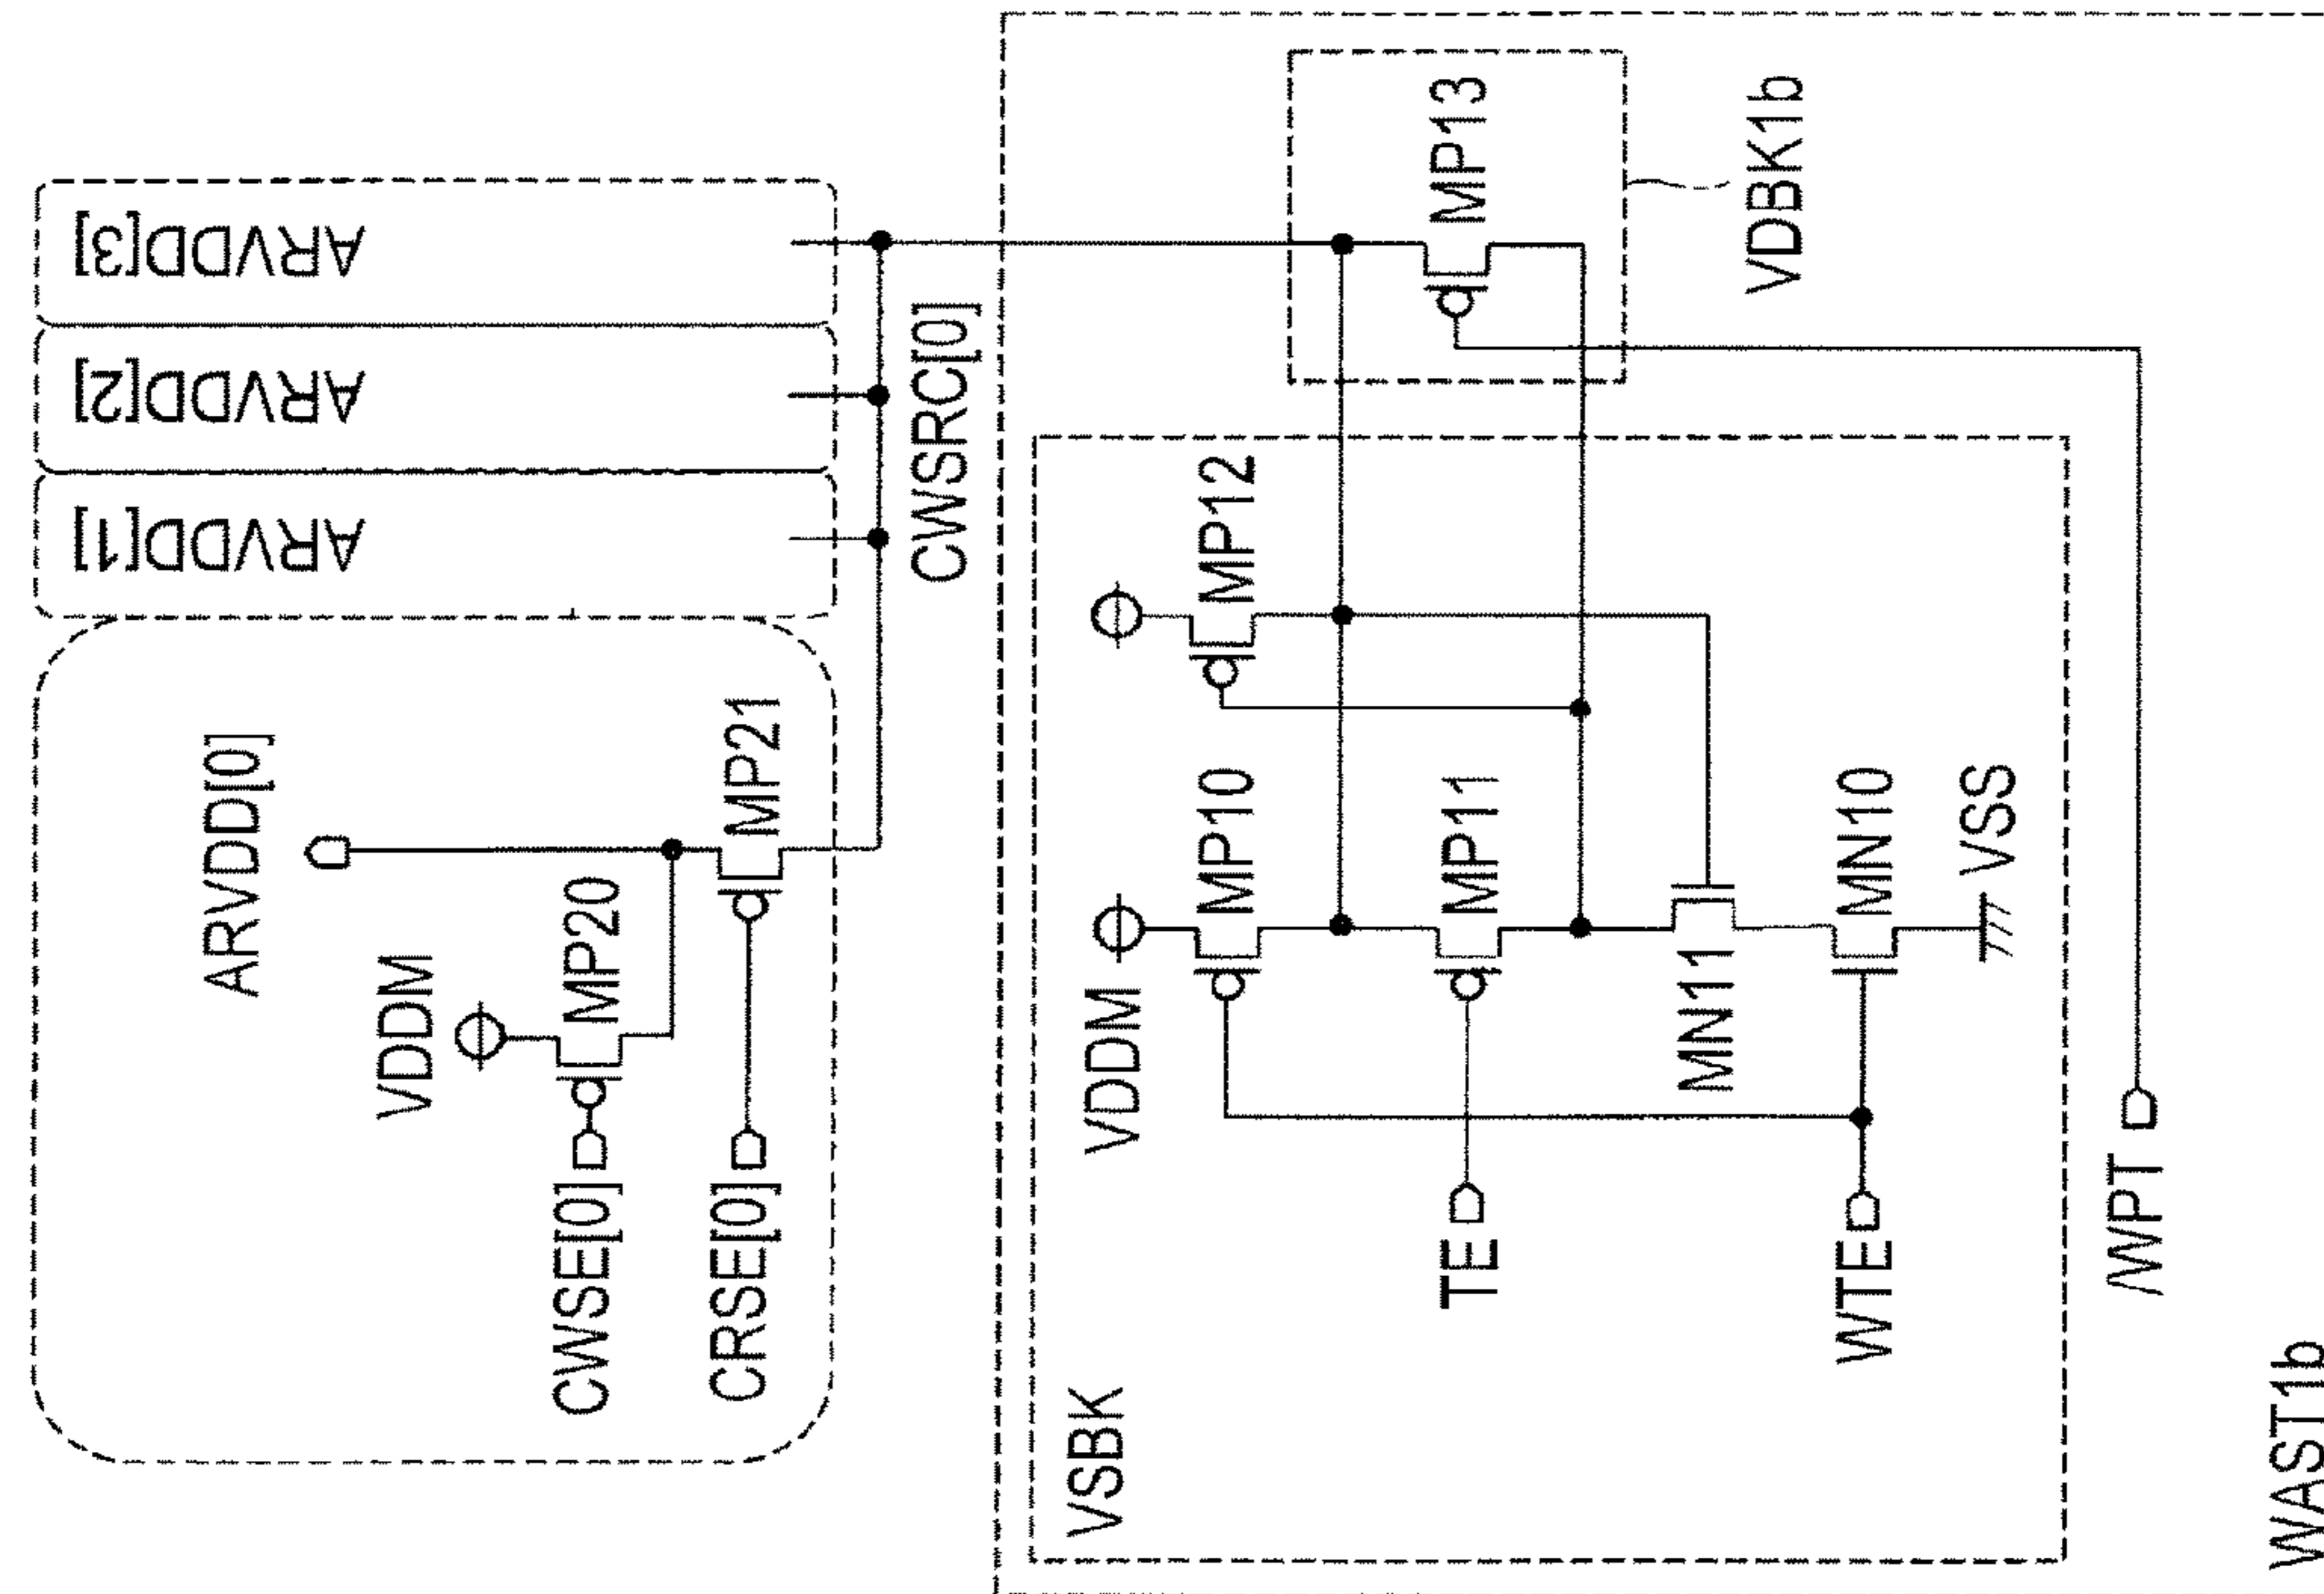 ARVDD[0]
ARVDD[1]
ARVDD[2]
ARVDD[3]
VDDM
MP20
CWSE[0]
MP21
CRSE[0]
CWSRC[0]
VSBK
VDDM
MP10
MP12
MP13
TE
MP11
VDBK1b
MN11
WTE
MN10
VSS
/WPT
WAST1b